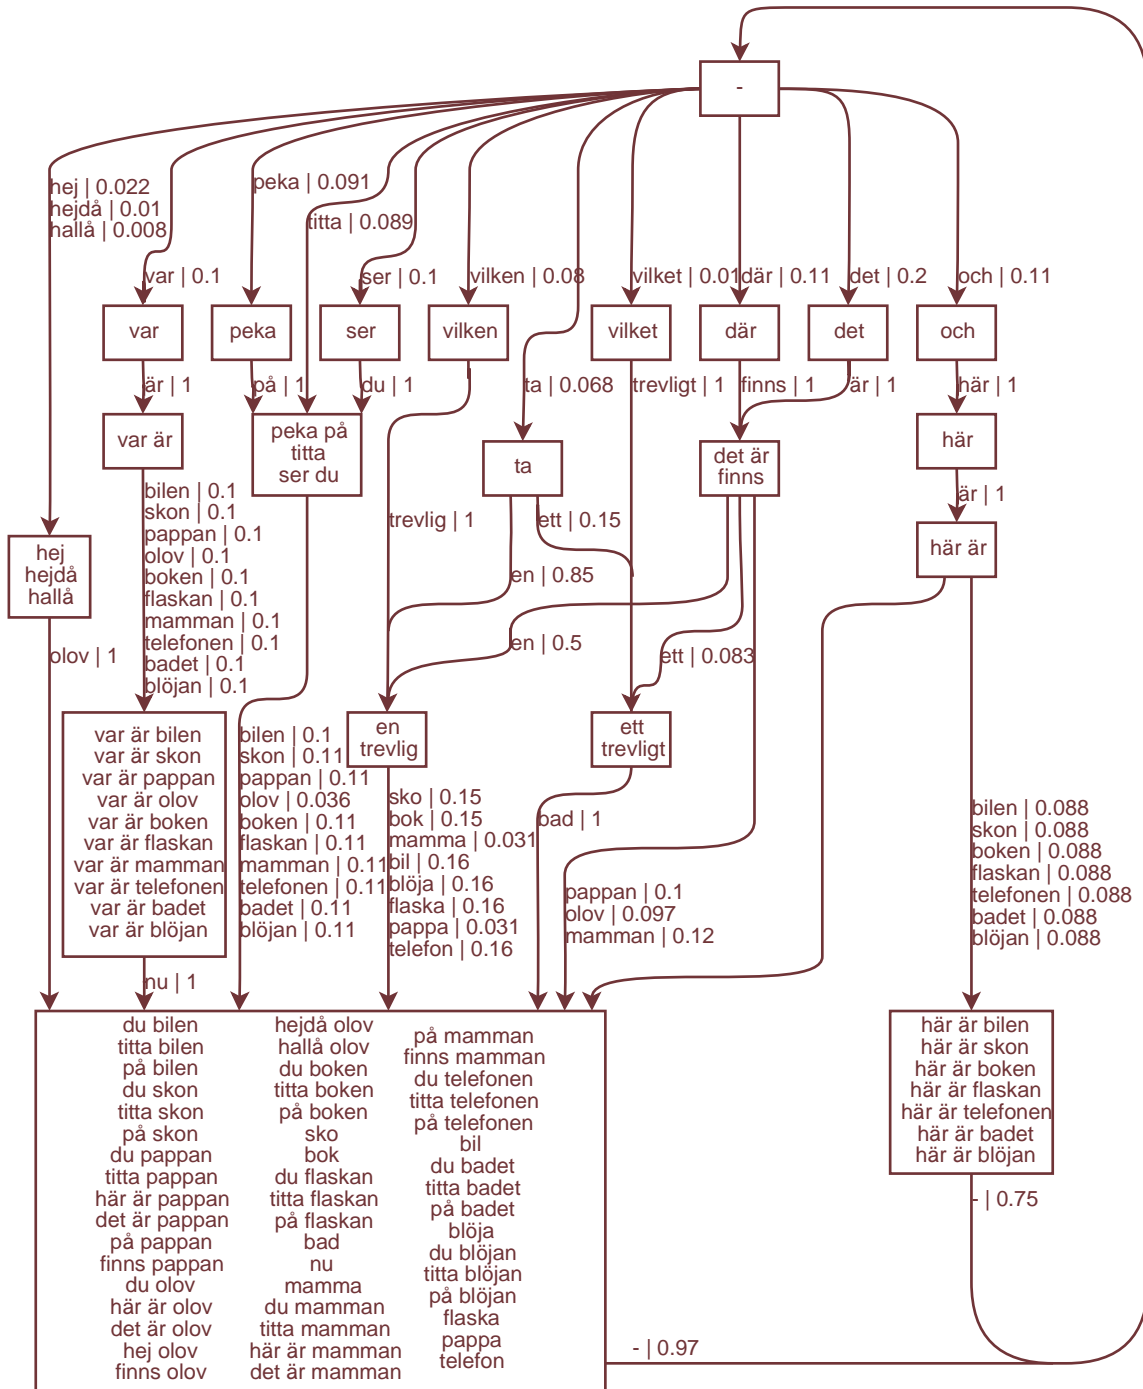 -
hej | 0.022
hejdå | 0.01
hallå | 0.008
peka | 0.091
titta | 0.089
var | 0.1
ser | 0.1
vilken | 0.08
vilket | 0.01
där | 0.11
det | 0.2
och | 0.11
var
peka
ser
vilken
vilket
där
det
och
är | 1
på | 1
du | 1
ta | 0.068
trevligt | 1
finns | 1
är | 1
här | 1
var är
peka på
titta
ser du
ta
det är
finns
här
bilen | 0.1
skon | 0.1
pappan | 0.1
olov | 0.1
boken | 0.1
flaskan | 0.1
mamman | 0.1
telefonen | 0.1
badet | 0.1
blöjan | 0.1
trevlig | 1
ett | 0.15
är | 1
hej
hejdå
hallå
en | 0.85
här är
olov | 1
en | 0.5
ett | 0.083
var är bilen
var är skon
var är pappan
var är olov
var är boken
var är flaskan
var är mamman
var är telefonen
var är badet
var är blöjan
bilen | 0.1
skon | 0.11
pappan | 0.11
olov | 0.036
boken | 0.11
flaskan | 0.11
mamman | 0.11
telefonen | 0.11
badet | 0.11
blöjan | 0.11
en
trevlig
ett
trevligt
sko | 0.15
bok | 0.15
mamma | 0.031
bil | 0.16
blöja | 0.16
flaska | 0.16
pappa | 0.031
telefon | 0.16
bad | 1
pappan | 0.1
olov | 0.097
mamman | 0.12
bilen | 0.088
skon | 0.088
boken | 0.088
flaskan | 0.088
telefonen | 0.088
badet | 0.088
blöjan | 0.088
nu | 1
du bilen
titta bilen
på bilen
du skon
titta skon
på skon
du pappan
titta pappan
här är pappan
det är pappan
på pappan
finns pappan
du olov
här är olov
det är olov
hej olov
finns olov
hejdå olov
hallå olov
du boken
titta boken
på boken
sko
bok
du flaskan
titta flaskan
på flaskan
bad
nu
mamma
du mamman
titta mamman
här är mamman
det är mamman
på mamman
finns mamman
du telefonen
titta telefonen
på telefonen
bil
du badet
titta badet
på badet
blöja
du blöjan
titta blöjan
på blöjan
flaska
pappa
telefon
här är bilen
här är skon
här är boken
här är flaskan
här är telefonen
här är badet
här är blöjan
- | 0.75
- | 0.97